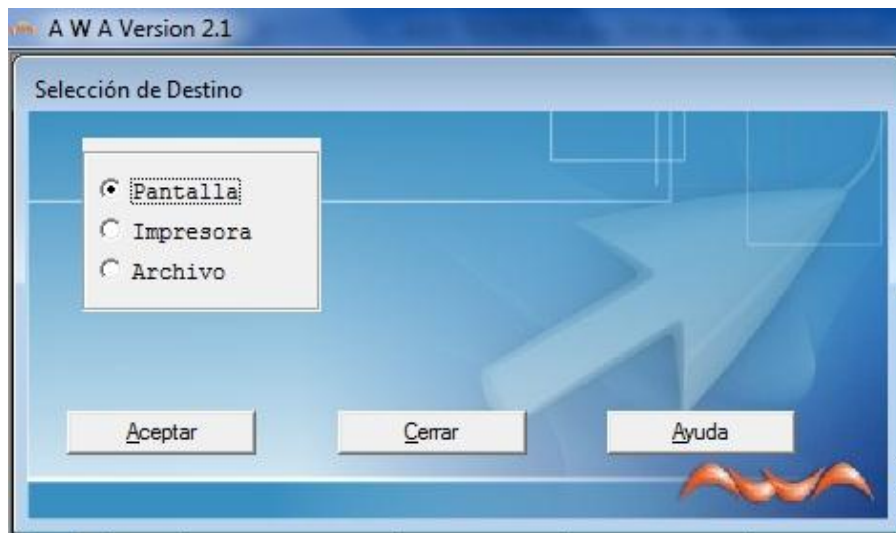 A W A Version 2.1
Selección de Destino
Pantalla
Impresora
Archivo
Aceptar
Cerrar
Ayuda